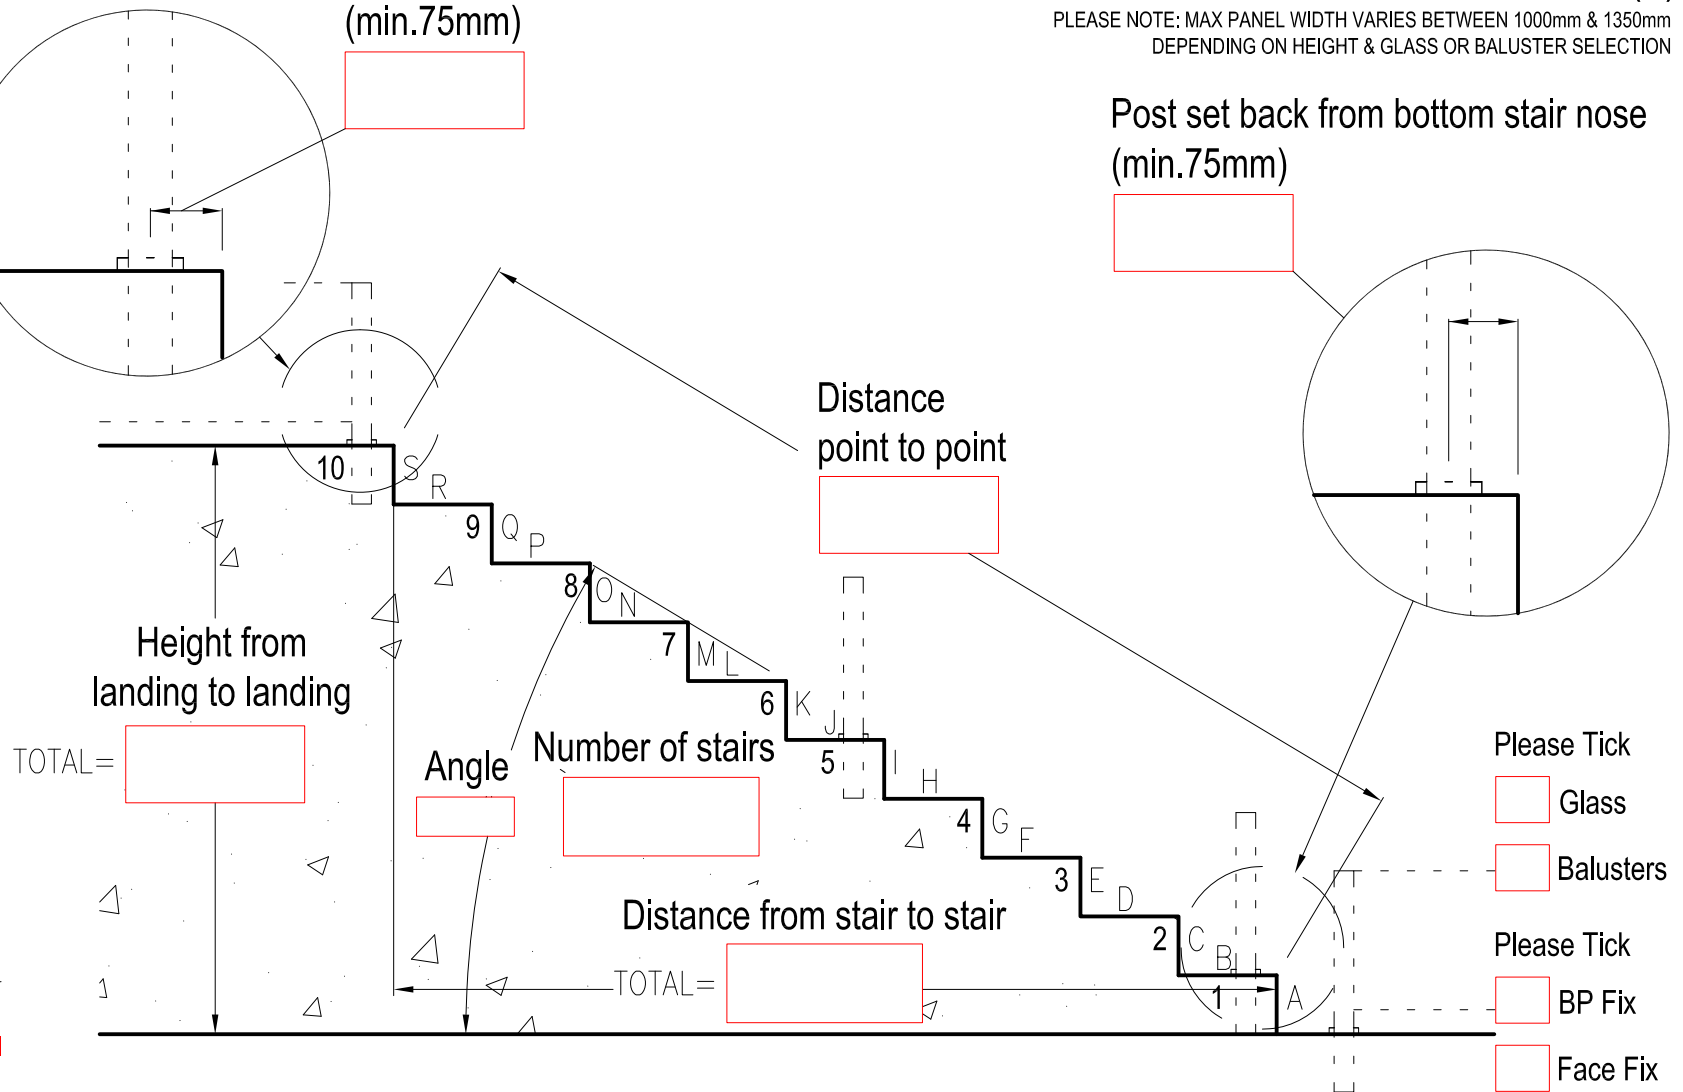 (min.75mm)
PLEASE NOTE: MAX PANEL WIDTH VARIES BETWEEN 1000mm & 1350mm
DEPENDING ON HEIGHT & GLASS OR BALUSTER SELECTION
Post set back from bottom stair nose
(min.75mm)
Distance
point to point
10
S
R
9
Q
P
8
O
N
7
M
L
6
K
J
5
I
H
4
G
F
3
E
D
2
C
B
1
A
Height from
landing to landing
TOTAL=
Angle
Number of stairs
Distance from stair to stair
TOTAL=
Please Tick
Glass
Balusters
Please Tick
BP Fix
Face Fix